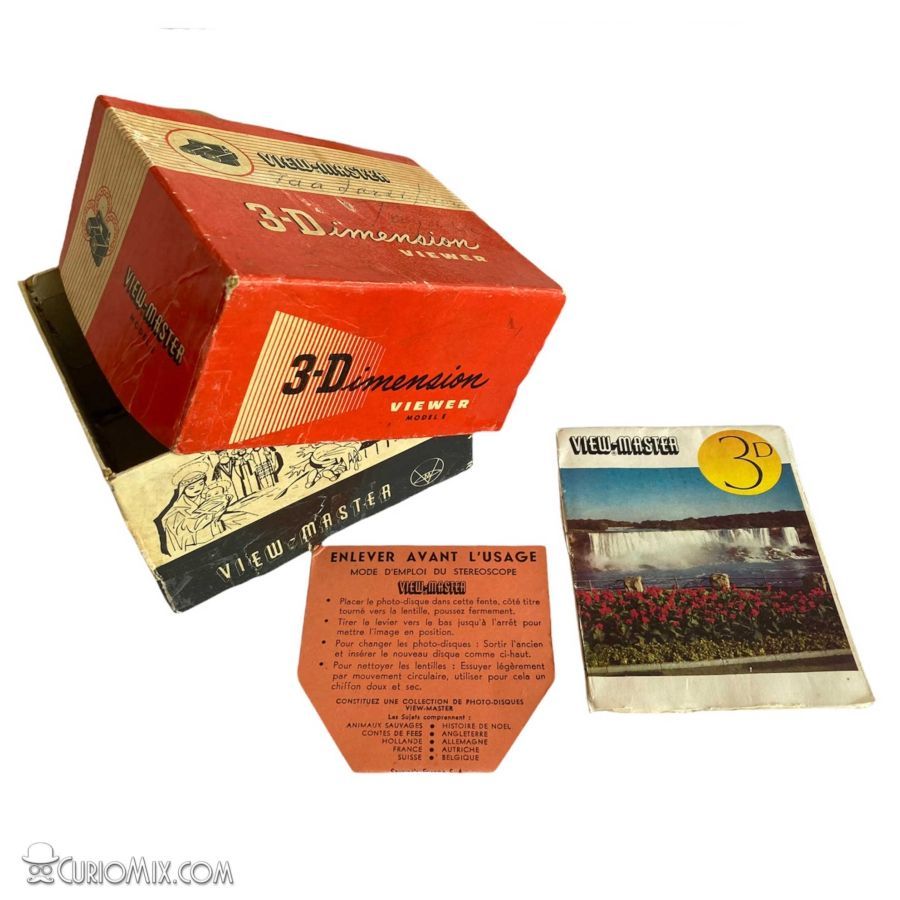 VIEW-MASTER
3-Dimension
VIEWER
VIEW-MASTER
MODEL E
3-Dimension
VIEWER
MODEL E
VIEW-MASTER
VIEW-MASTER
3D
ENLEVER AVANT L'USAGE
MODE D'EMPLOI DU STEREOSCOPE
VIEW-MASTER
• Placer le photo-disque dans cette fente, côté titre
tourné vers la lentille, poussez fermement.
• Tirer le levier vers le bas jusqu'à l'arrêt pour
mettre l'image en position.
• Pour changer les photo-disques : Sortir l'ancien
et insérer le nouveau disque comme ci-haut.
• Pour nettoyer les lentilles : Essuyer légèrement
par mouvement circulaire, utiliser pour cela un
chiffon doux et sec.
CONSTITUEZ UNE COLLECTION DE PHOTO-DISQUES
VIEW-MASTER
Les Sujets comprennent :
ANIMAUX SAUVAGES • HISTOIRE DE NOEL
CONTES DE FEES • ANGLETERRE
HOLLANDE • ALLEMAGNE
FRANCE • AUTRICHE
SUISSE • BELGIQUE
CURIOMIX.COM